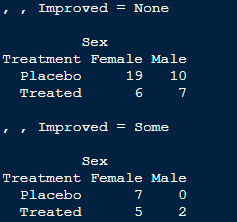 , , Improved = None
Sex
Treatment Female Male
Placebo 19 10
Treated 6 7
, , Improved = Some
Sex
Treatment Female Male
Placebo 7 0
Treated 5 2